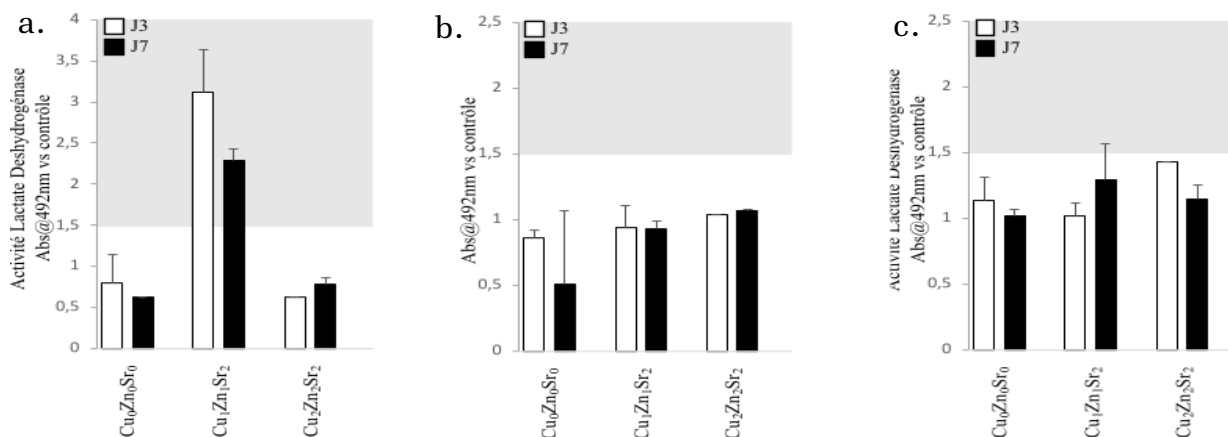 a.
Activité Lactate Deshydrogénase
Abs@492nm vs contrôle
4
3,5
3
2,5
2
1,5
1
0,5
0
J3
J7
Cu0Zn0Sr0
Cu1Zn1Sr2
Cu2Zn2Sr2
b.
Abs@492nm vs contrôle
2,5
2
1,5
1
0,5
0
J3
J7
Cu0Zn0Sr0
Cu1Zn1Sr2
Cu2Zn2Sr2
c.
Activité Lactate Deshydrogénase
Abs@492nm vs contrôle
2,5
2
1,5
1
0,5
0
J3
J7
Cu0Zn0Sr0
Cu1Zn1Sr2
Cu2Zn2Sr2